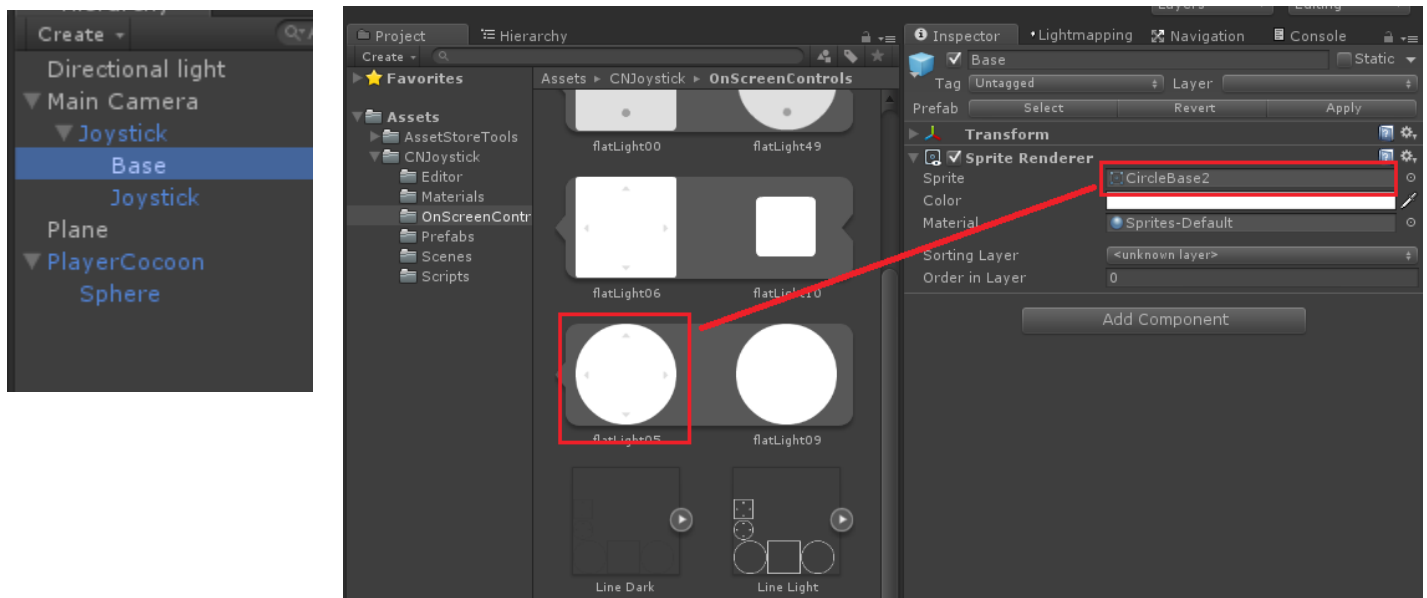 Create
Directional light
Main Camera
Joystick
Base
Joystick
Plane
PlayerCocoon
Sphere
Project
Hierarchy
Create
Favorites
Assets
AssetStoreTools
CNJoystick
Editor
Materials
OnScreenContr
Prefabs
Scenes
Scripts
Assets ▸ CNJoystick ▸ OnScreenControls
flatLight00 flatLight49
flatLight06 flatLight10
flatLight05 flatLight09
Line Dark Line Light
Inspector Lightmapping Navigation Console
Base Static
Tag Untagged Layer
Prefab Select Revert Apply
Transform
Sprite Renderer
Sprite CircleBase2
Color
Material Sprites-Default
Sorting Layer <unknown layer>
Order in Layer 0
Add Component